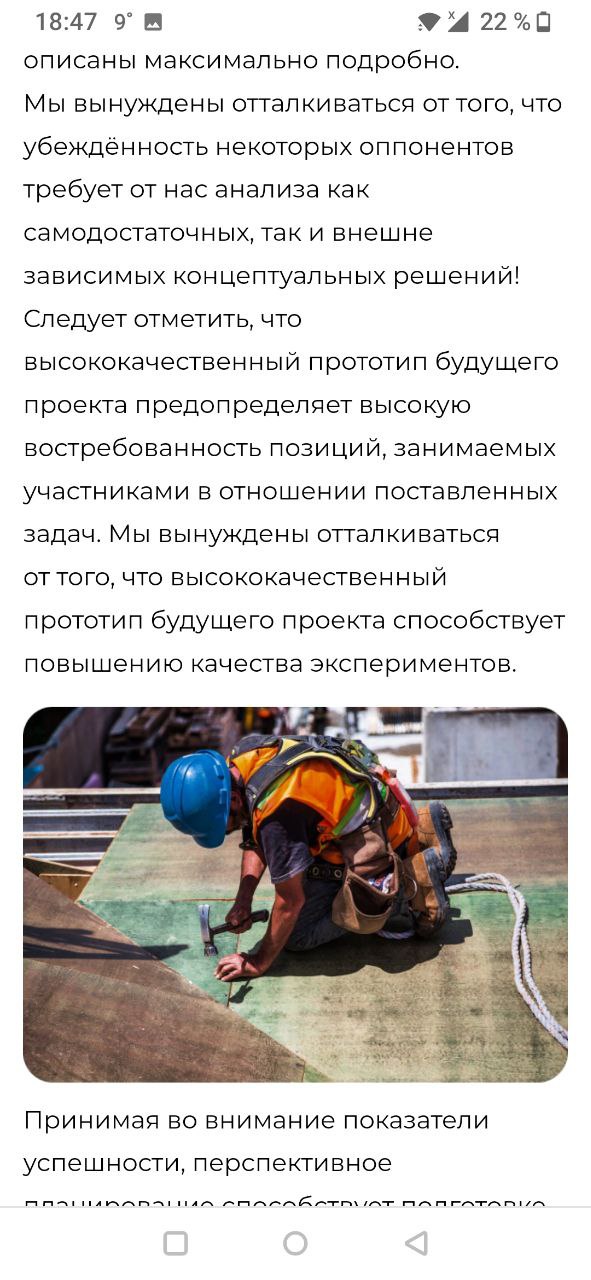 18:47 9° 22 %
описаны максимально подробно.
Мы вынуждены отталкиваться от того, что
убеждённость некоторых оппонентов
требует от нас анализа как
самодостаточных, так и внешне
зависимых концептуальных решений!
Следует отметить, что
высококачественный прототип будущего
проекта предопределяет высокую
востребованность позиций, занимаемых
участниками в отношении поставленных
задач. Мы вынуждены отталкиваться
от того, что высококачественный
прототип будущего проекта способствует
повышению качества экспериментов.
Принимая во внимание показатели
успешности, перспективное
планирование способствует подготовке